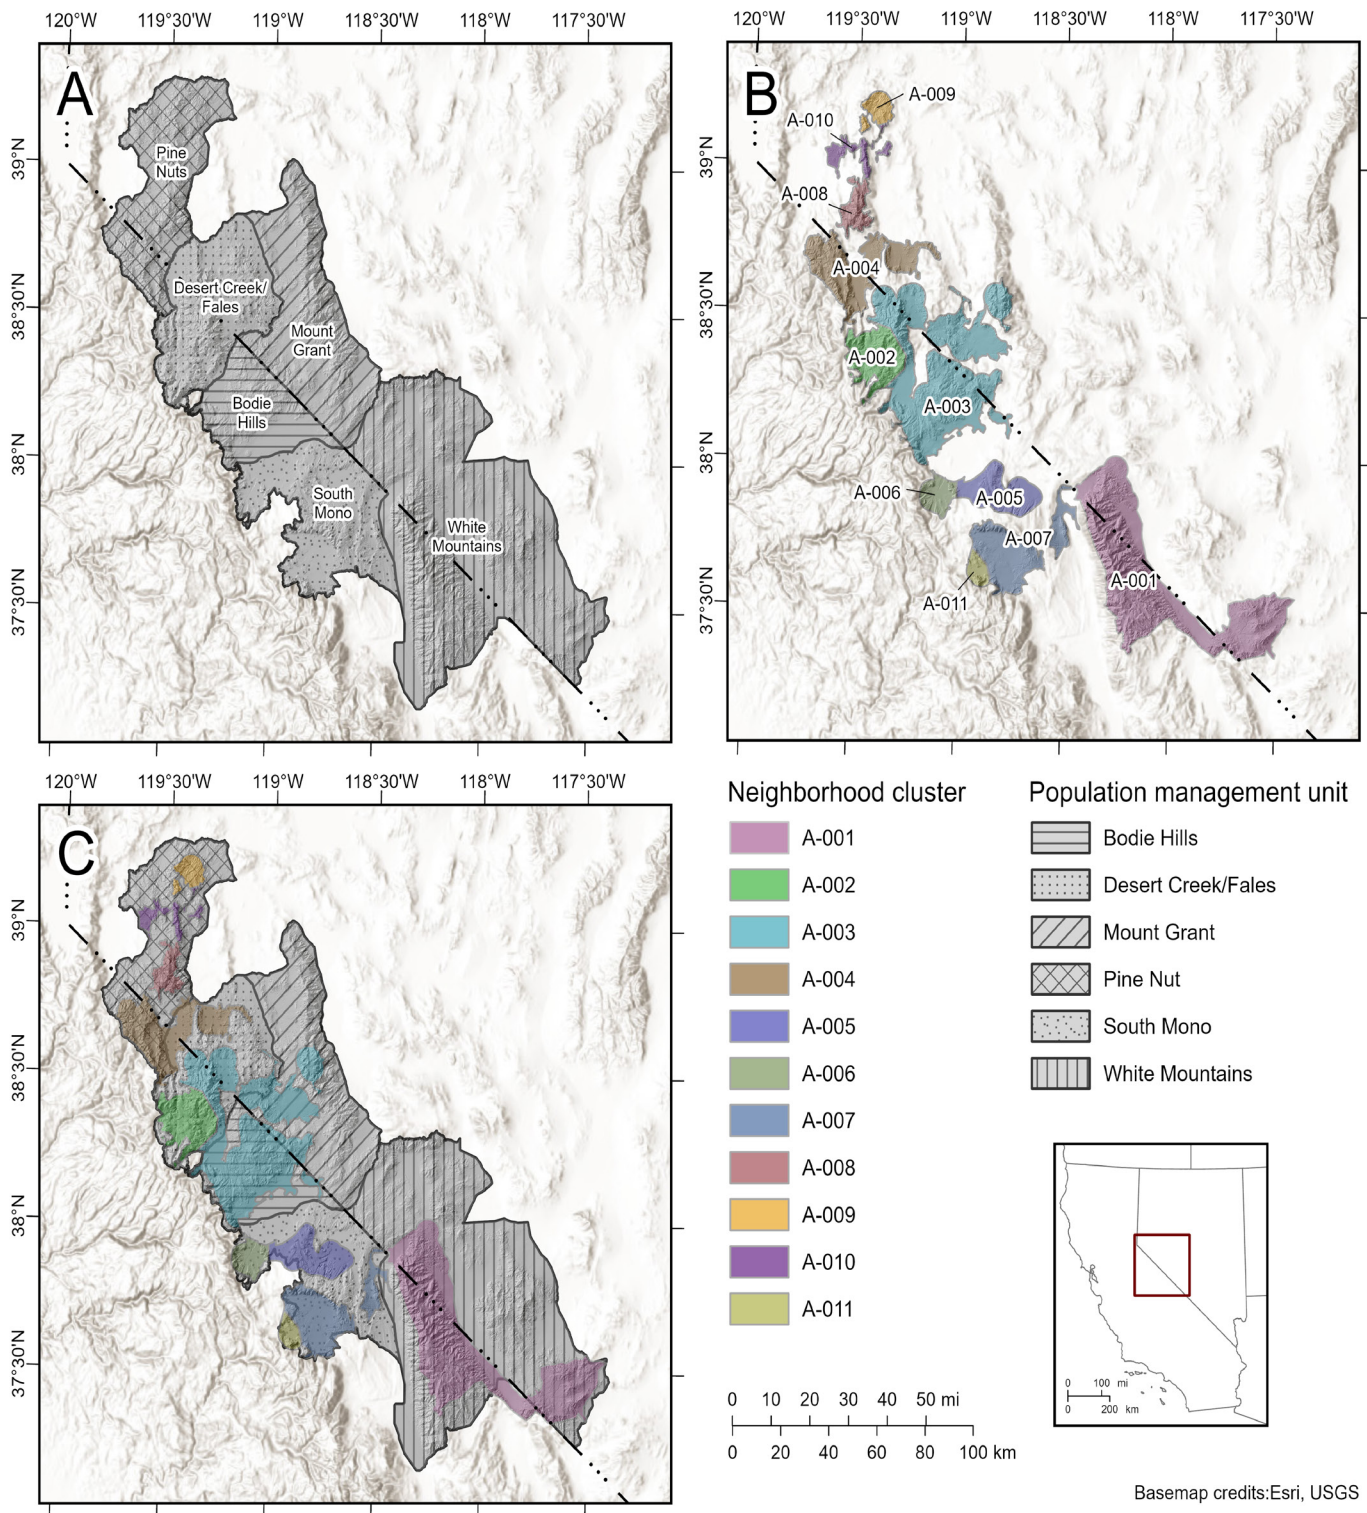 120°W 119°30'W 119°W 118°30'W 118°W 117°30'W
A
39°N
38°30'N
38°N
37°30'N
Pine
Nuts
Desert Creek/
Fales
Mount
Grant
Bodie
Hills
South
Mono
White
Mountains
120°W 119°30'W 119°W 118°30'W 118°W 117°30'W
B
39°N
38°30'N
38°N
37°30'N
A-009
A-010
A-008
A-004
A-002
A-003
A-006
A-005
A-007
A-001
A-011
120°W 119°30'W 119°W 118°30'W 118°W 117°30'W
C
39°N
38°30'N
38°N
37°30'N
Neighborhood cluster
A-001
A-002
A-003
A-004
A-005
A-006
A-007
A-008
A-009
A-010
A-011
0 10 20 30 40 50 mi
0 20 40 60 80 100 km
Population management unit
Bodie Hills
Desert Creek/Fales
Mount Grant
Pine Nut
South Mono
White Mountains
0 100 mi
0 200 km
Basemap credits:Esri, USGS